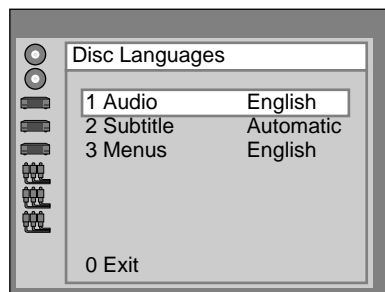 Disc Languages
1 Audio English
2 Subtitle Automatic
3 Menus English
0 Exit